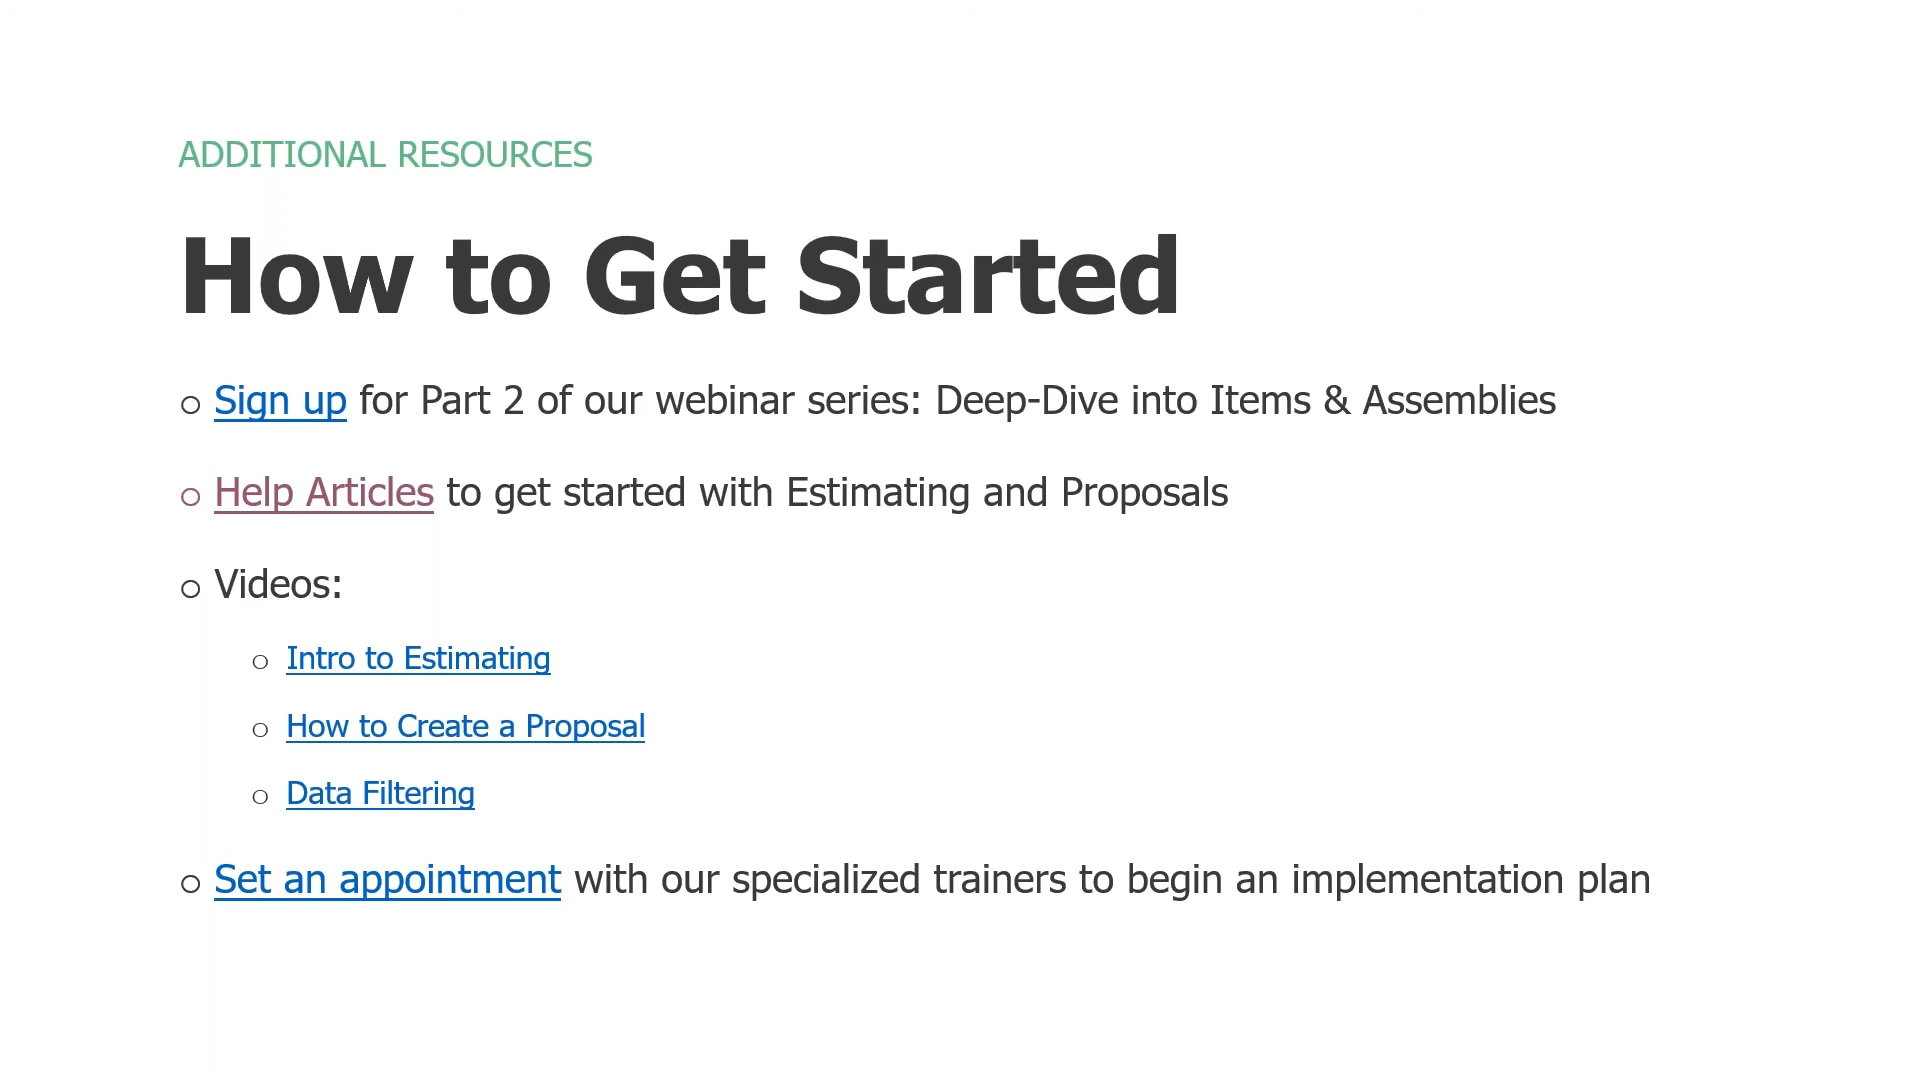 ADDITIONAL RESOURCES
How to Get Started
○ Sign up for Part 2 of our webinar series: Deep-Dive into Items & Assemblies
○ Help Articles to get started with Estimating and Proposals
○ Videos:
○ Intro to Estimating
○ How to Create a Proposal
○ Data Filtering
○ Set an appointment with our specialized trainers to begin an implementation plan